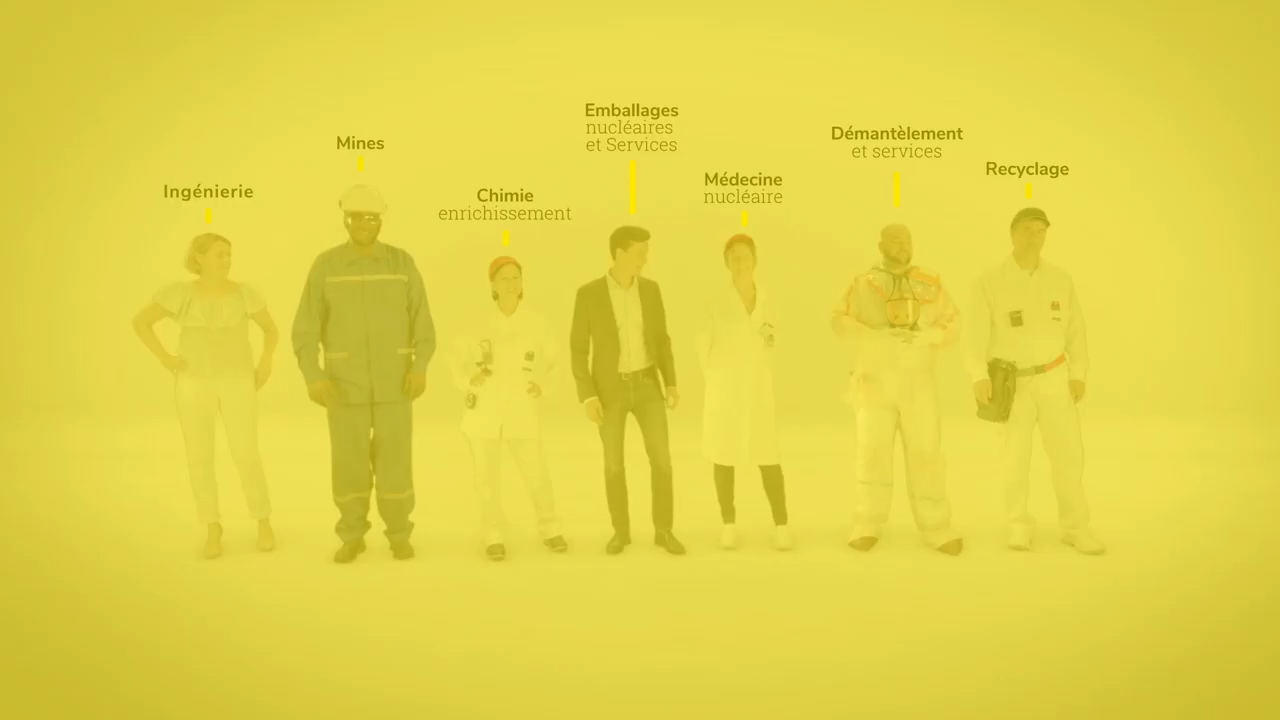 Ingénierie
Mines
Chimie
enrichissement
Emballages
nucléaires
et Services
Médecine
nucléaire
Démantèlement
et services
Recyclage